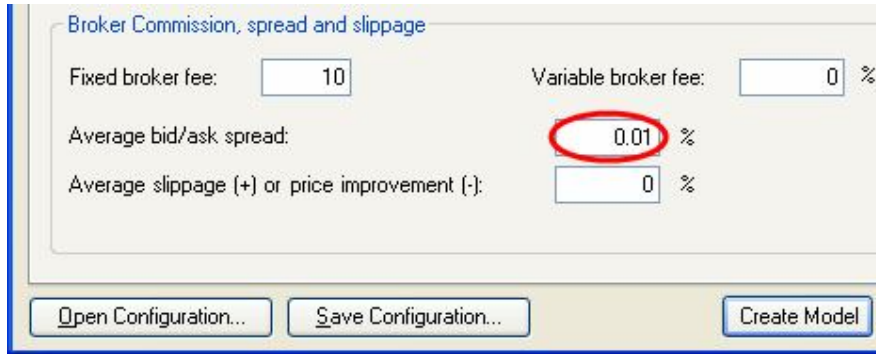 Broker Commission, spread and slippage
Fixed broker fee: 10 Variable broker fee: 0 %
Average bid/ask spread: 0.01 %
Average slippage (+) or price improvement (-): 0 %
Open Configuration... Save Configuration... Create Model